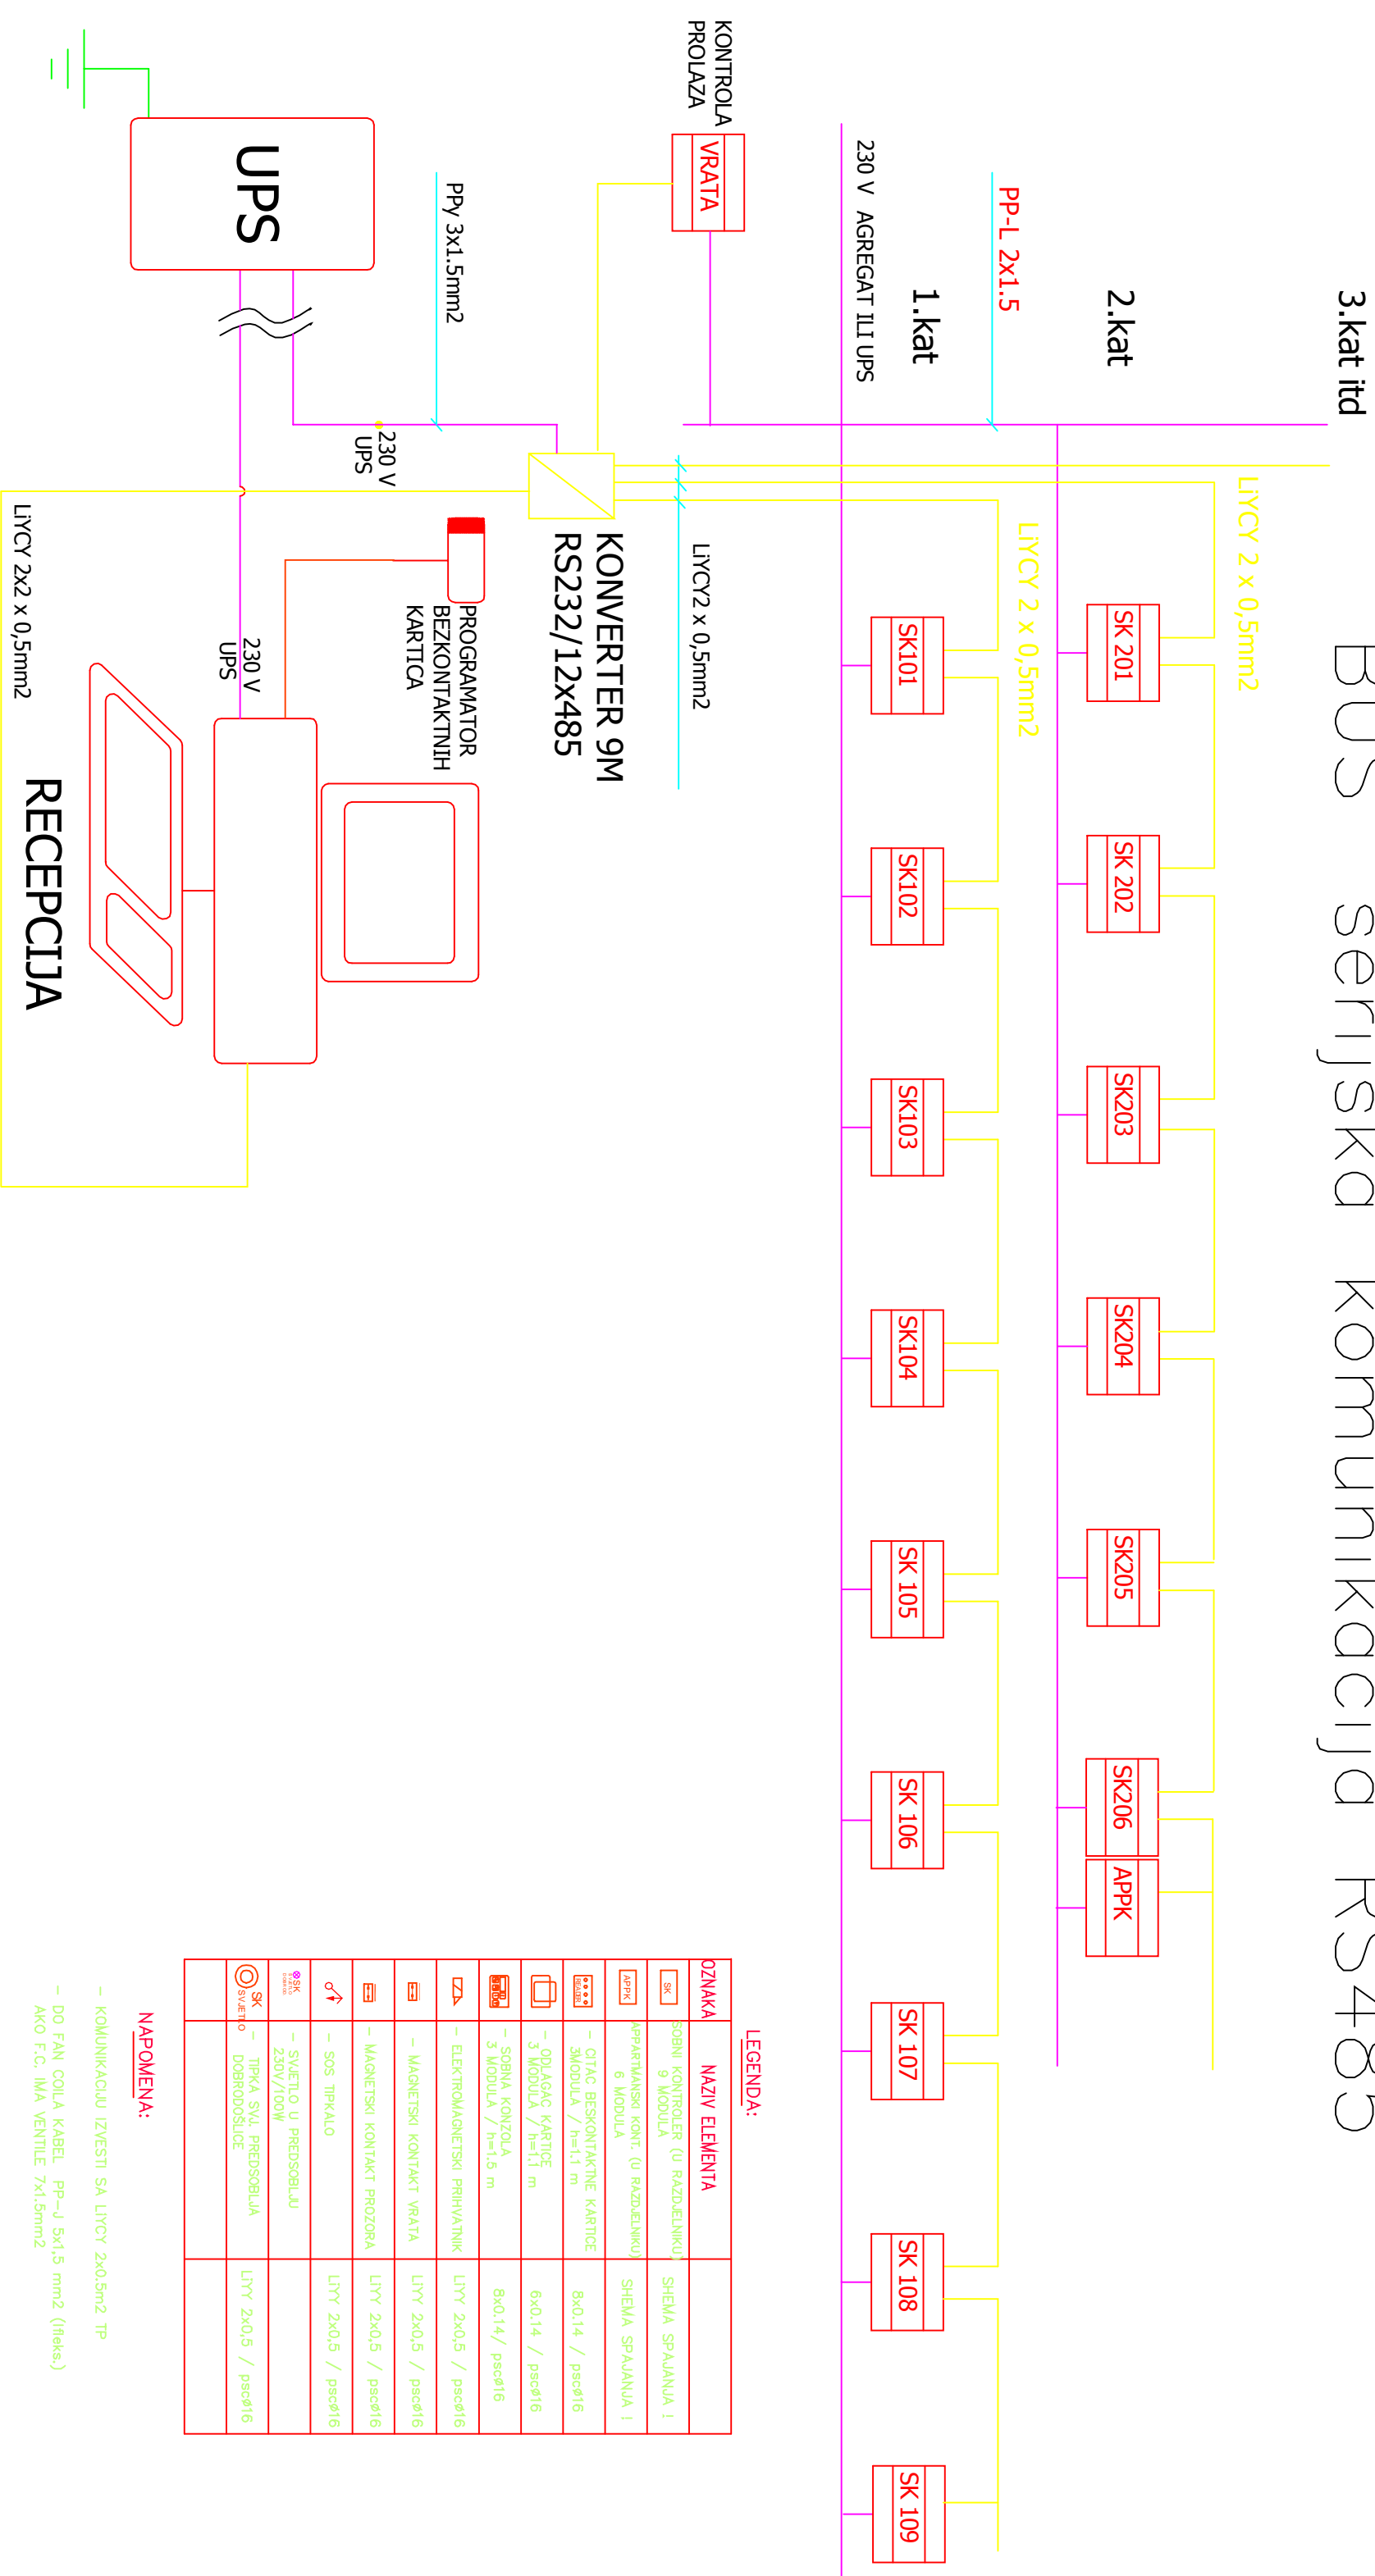 BUS serijska komunikacija RS485
3.kat itd
LiYCY 2 x 0,5mm2
2.kat
SK 201
SK 202
SK203
SK204
SK205
SK206
APPK
PP-L 2x1.5
LiYCY 2 x 0,5mm2
1.kat
SK101
SK102
SK103
SK104
SK 105
SK 106
SK 107
SK 108
SK 109
230 V AGREGAT ILI UPS
KONTROLA
PROLAZA
VRATA
LiYCY2 x 0,5mm2
KONVERTER 9M
RS232/12x485
PPy 3x1.5mm2
230 V
UPS
PROGRAMATOR
BEZKONTAKTNIH
KARTICA
UPS
230 V
UPS
RECEPCIJA
LiYCY 2x2 x 0,5mm2
LEGENDA:
OZNAKA
NAZIV ELEMENTA
SK
SOBNI KONTROLER (U RAZDJELNIKU)
9 MODULA
SHEMA SPAJANJA !
APPK
APPARTMANSKI KONT. (U RAZDJELNIKU)
6 MODULA
SHEMA SPAJANJA !
READER
- CITAC BESKONTAKTNE KARTICE
3MODULA / h=1.1 m
8x0.14 / pscø16
- ODLAGAC KARTICE
3 MODULA / h=1.1 m
6x0.14 / pscø16
- SOBNA KONZOLA
3 MODULA / h=1.5 m
8x0.14/ pscø16
- ELEKTROMAGNETSKI PRIHVATNIK
LiYY 2x0,5 / pscø16
- MAGNETSKI KONTAKT VRATA
LiYY 2x0,5 / pscø16
- MAGNETSKI KONTAKT PROZORA
LiYY 2x0,5 / pscø16
- SOS TIPKALO
LiYY 2x0,5 / pscø16
SK
- SVJETLO U PREDSOBLJU
230V/100W
SK
SVJETLO
- TIPKA SVJ. PREDSOBLJA
DOBRODOŠLICE
LiYY 2x0,5 / pscø16
NAPOMENA:
- KOMUNIKACIJU IZVESTI SA LIYCY 2x0.5m2 TP
- DO FAN COILA KABEL PP-J 5x1,5 mm2 (Ifleks.)
AKO F.C. IMA VENTILE 7x1.5mm2